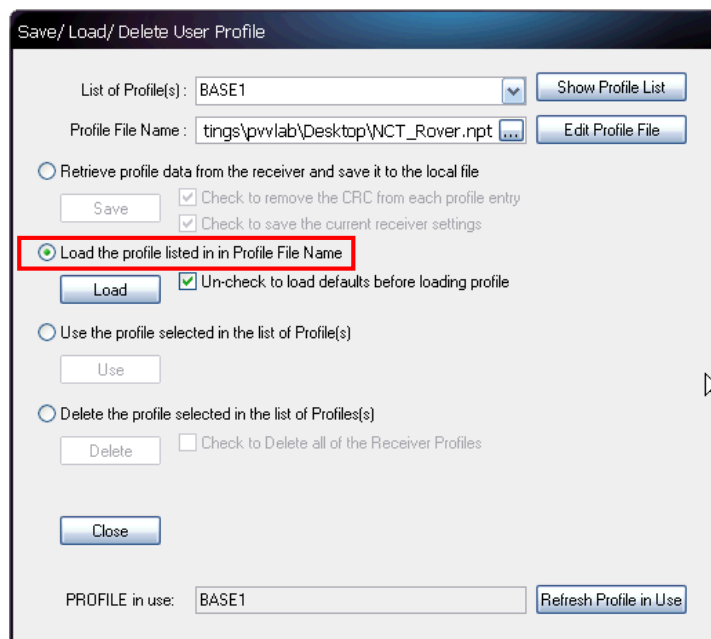 Save/ Load/ Delete User Profile
List of Profile(s) : BASE1 Show Profile List
Profile File Name : tings\pvvlab\Desktop\NCT_Rover.npt ... Edit Profile File
Retrieve profile data from the receiver and save it to the local file
Save Check to remove the CRC from each profile entry
Check to save the current receiver settings
Load the profile listed in in Profile File Name
Load Un-check to load defaults before loading profile
Use the profile selected in the list of Profile(s)
Use
Delete the profile selected in the list of Profiles(s)
Delete Check to Delete all of the Receiver Profiles
Close
PROFILE in use: BASE1 Refresh Profile in Use